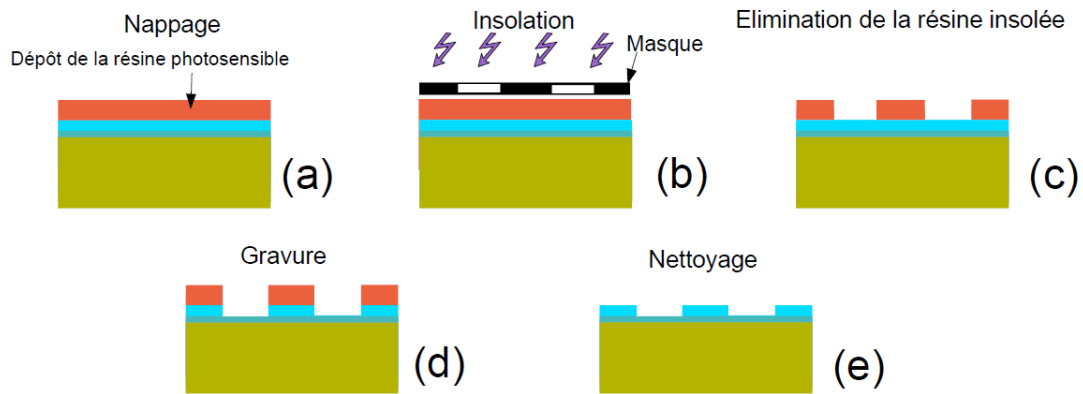 Nappage
Dépôt de la résine photosensible
(a)
Insolation
Masque
(b)
Elimination de la résine insolée
(c)
Gravure
(d)
Nettoyage
(e)